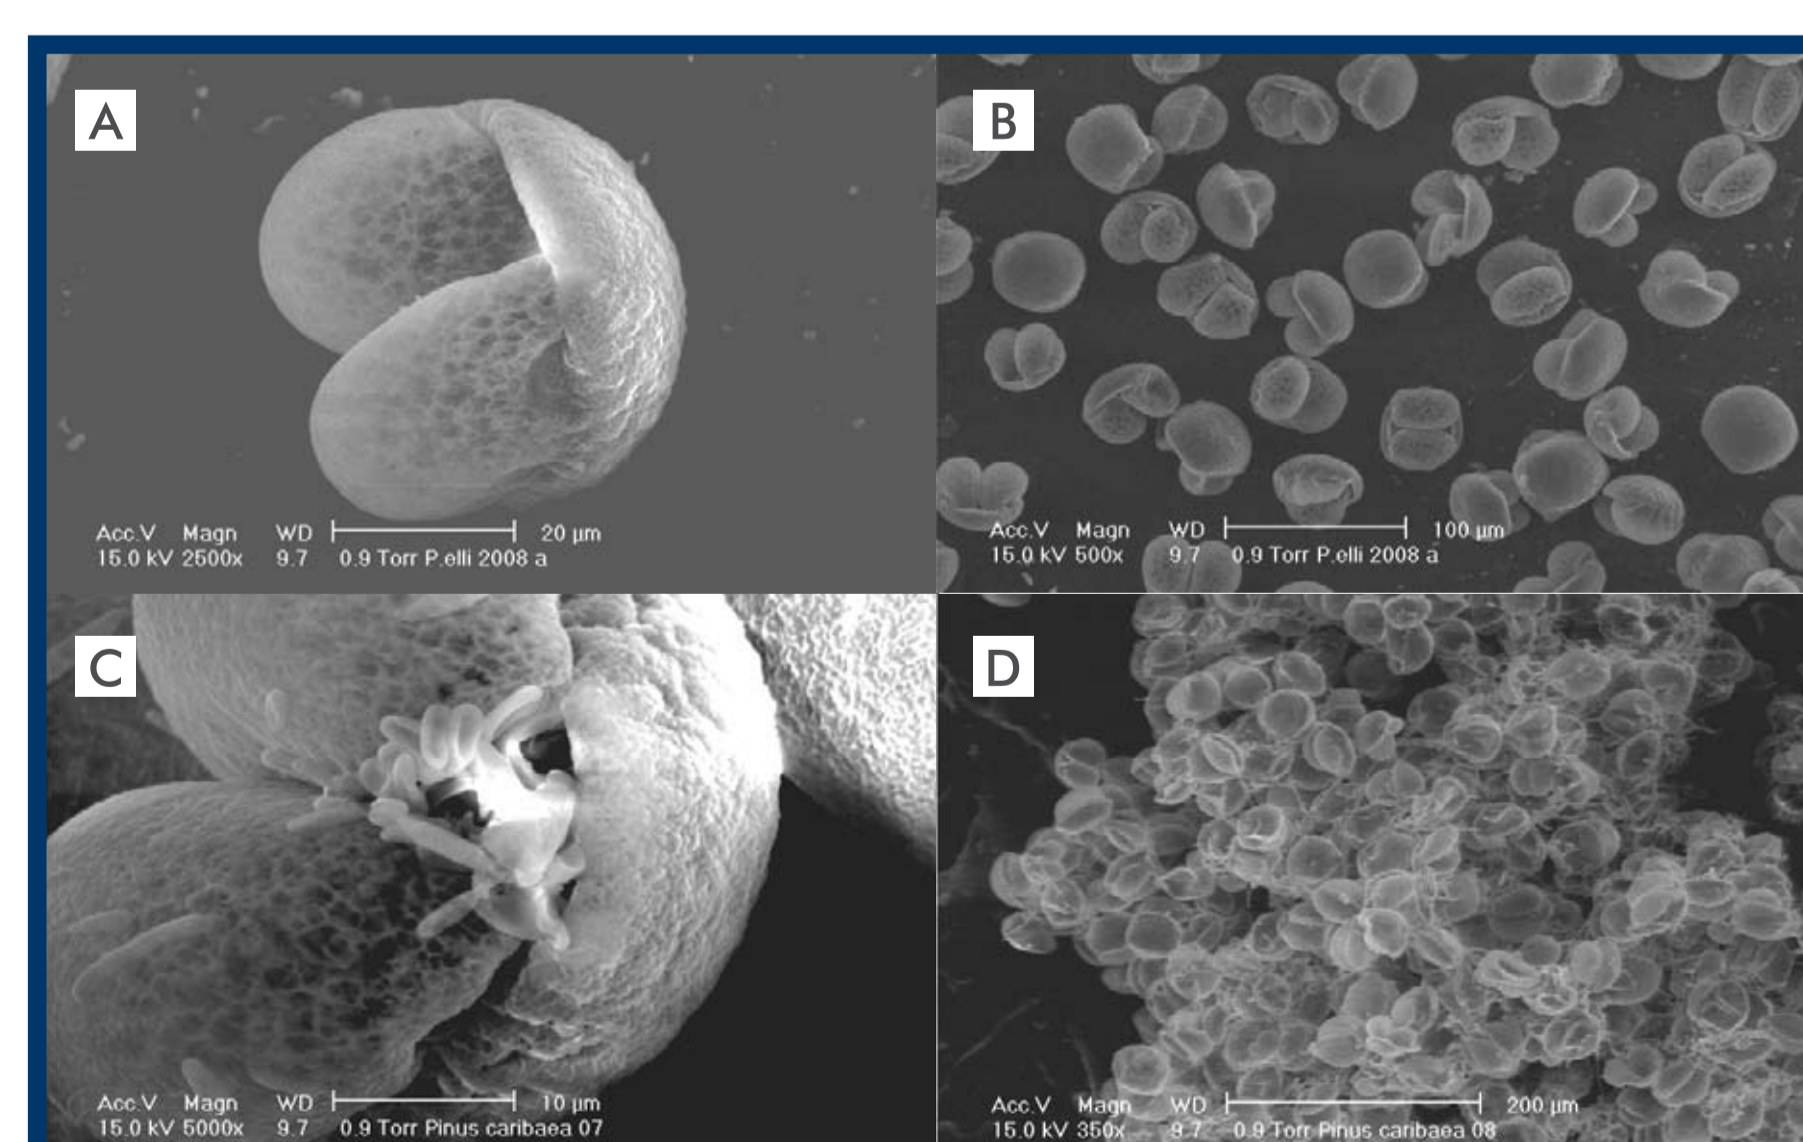 A
Acc.V Magn WD 20 µm
15.0 kV 2500x 9.7 0.9 Torr P.elli 2008 a
B
Acc.V Magn WD 100 µm
15.0 kV 500x 9.7 0.9 Torr P.elli 2008 a
C
Acc.V Magn WD 10 µm
15.0 kV 5000x 9.7 0.9 Torr Pinus caribaea 07
D
Acc.V Magn WD 200 µm
15.0 kV 350x 9.7 0.9 Torr Pinus caribaea 08